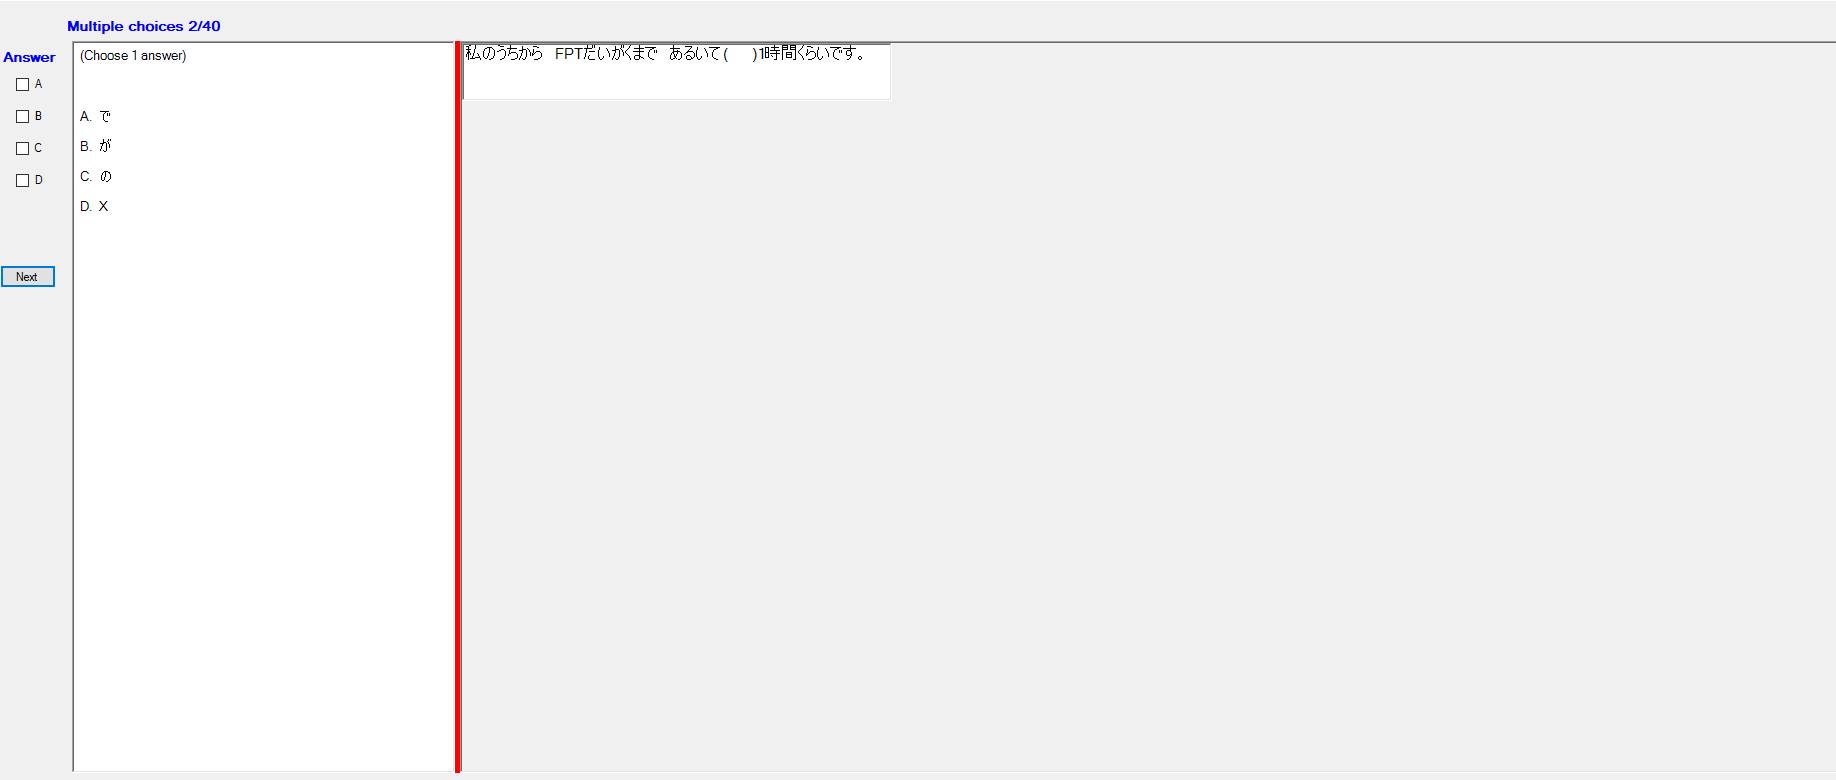 Multiple choices 2/40
Answer
A
B
C
D
Next
(Choose 1 answer)
A. で
B. が
C. の
D. X
私のうちから FPTだいがくまで あるいて( )1時間くらいです。